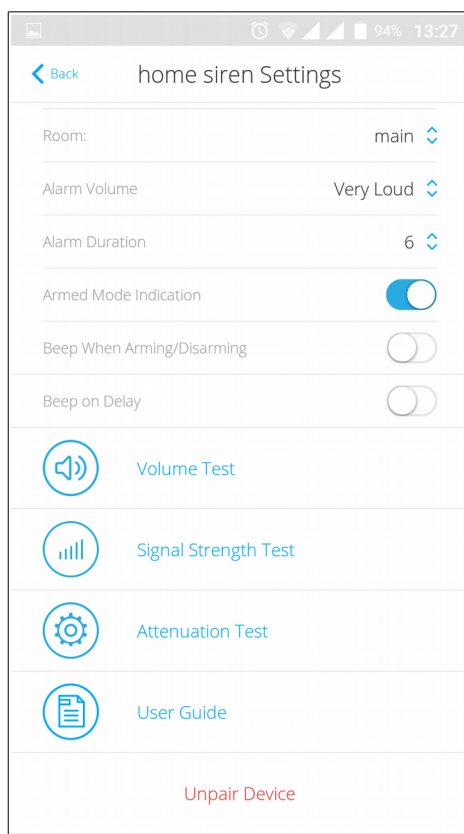 94% 13:27
Back home siren Settings
Room: main
Alarm Volume Very Loud
Alarm Duration 6
Armed Mode Indication
Beep When Arming/Disarming
Beep on Delay
Volume Test
Signal Strength Test
Attenuation Test
User Guide
Unpair Device